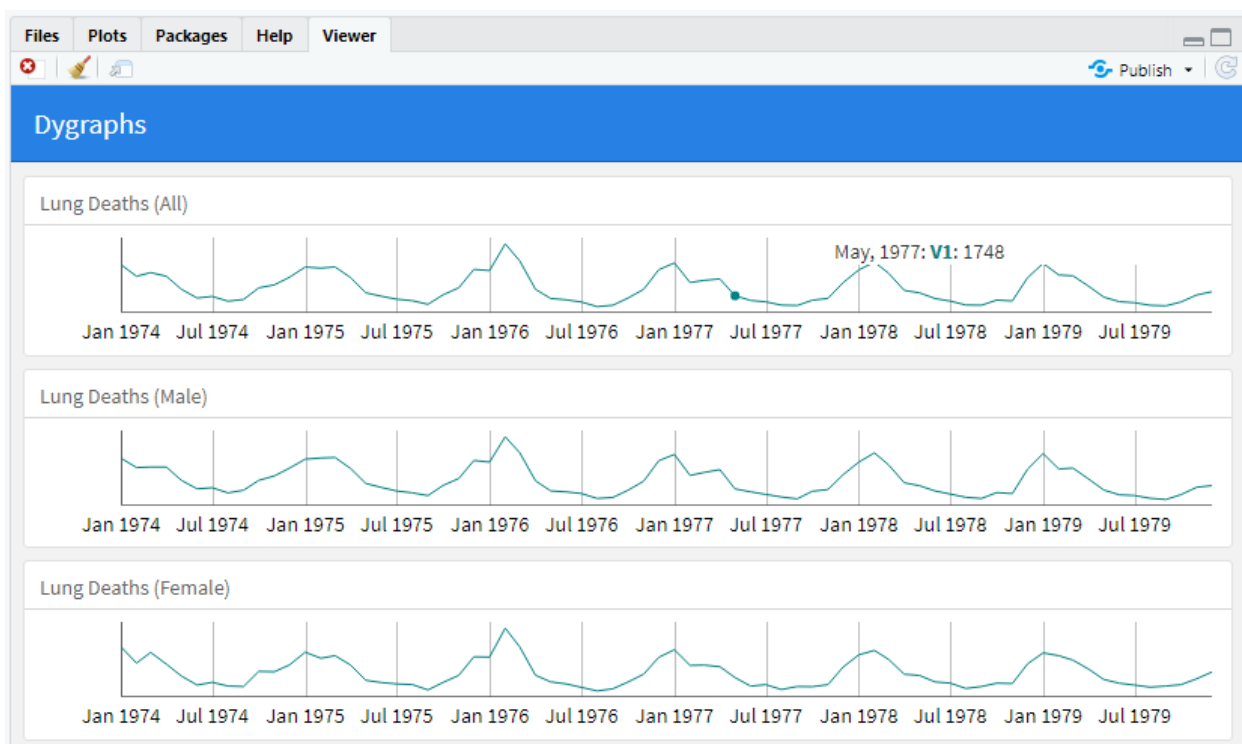 Files Plots Packages Help Viewer
Publish
Dygraphs
Lung Deaths (All)
May, 1977: V1: 1748
Jan 1974 Jul 1974 Jan 1975 Jul 1975 Jan 1976 Jul 1976 Jan 1977 Jul 1977 Jan 1978 Jul 1978 Jan 1979 Jul 1979
Lung Deaths (Male)
Jan 1974 Jul 1974 Jan 1975 Jul 1975 Jan 1976 Jul 1976 Jan 1977 Jul 1977 Jan 1978 Jul 1978 Jan 1979 Jul 1979
Lung Deaths (Female)
Jan 1974 Jul 1974 Jan 1975 Jul 1975 Jan 1976 Jul 1976 Jan 1977 Jul 1977 Jan 1978 Jul 1978 Jan 1979 Jul 1979